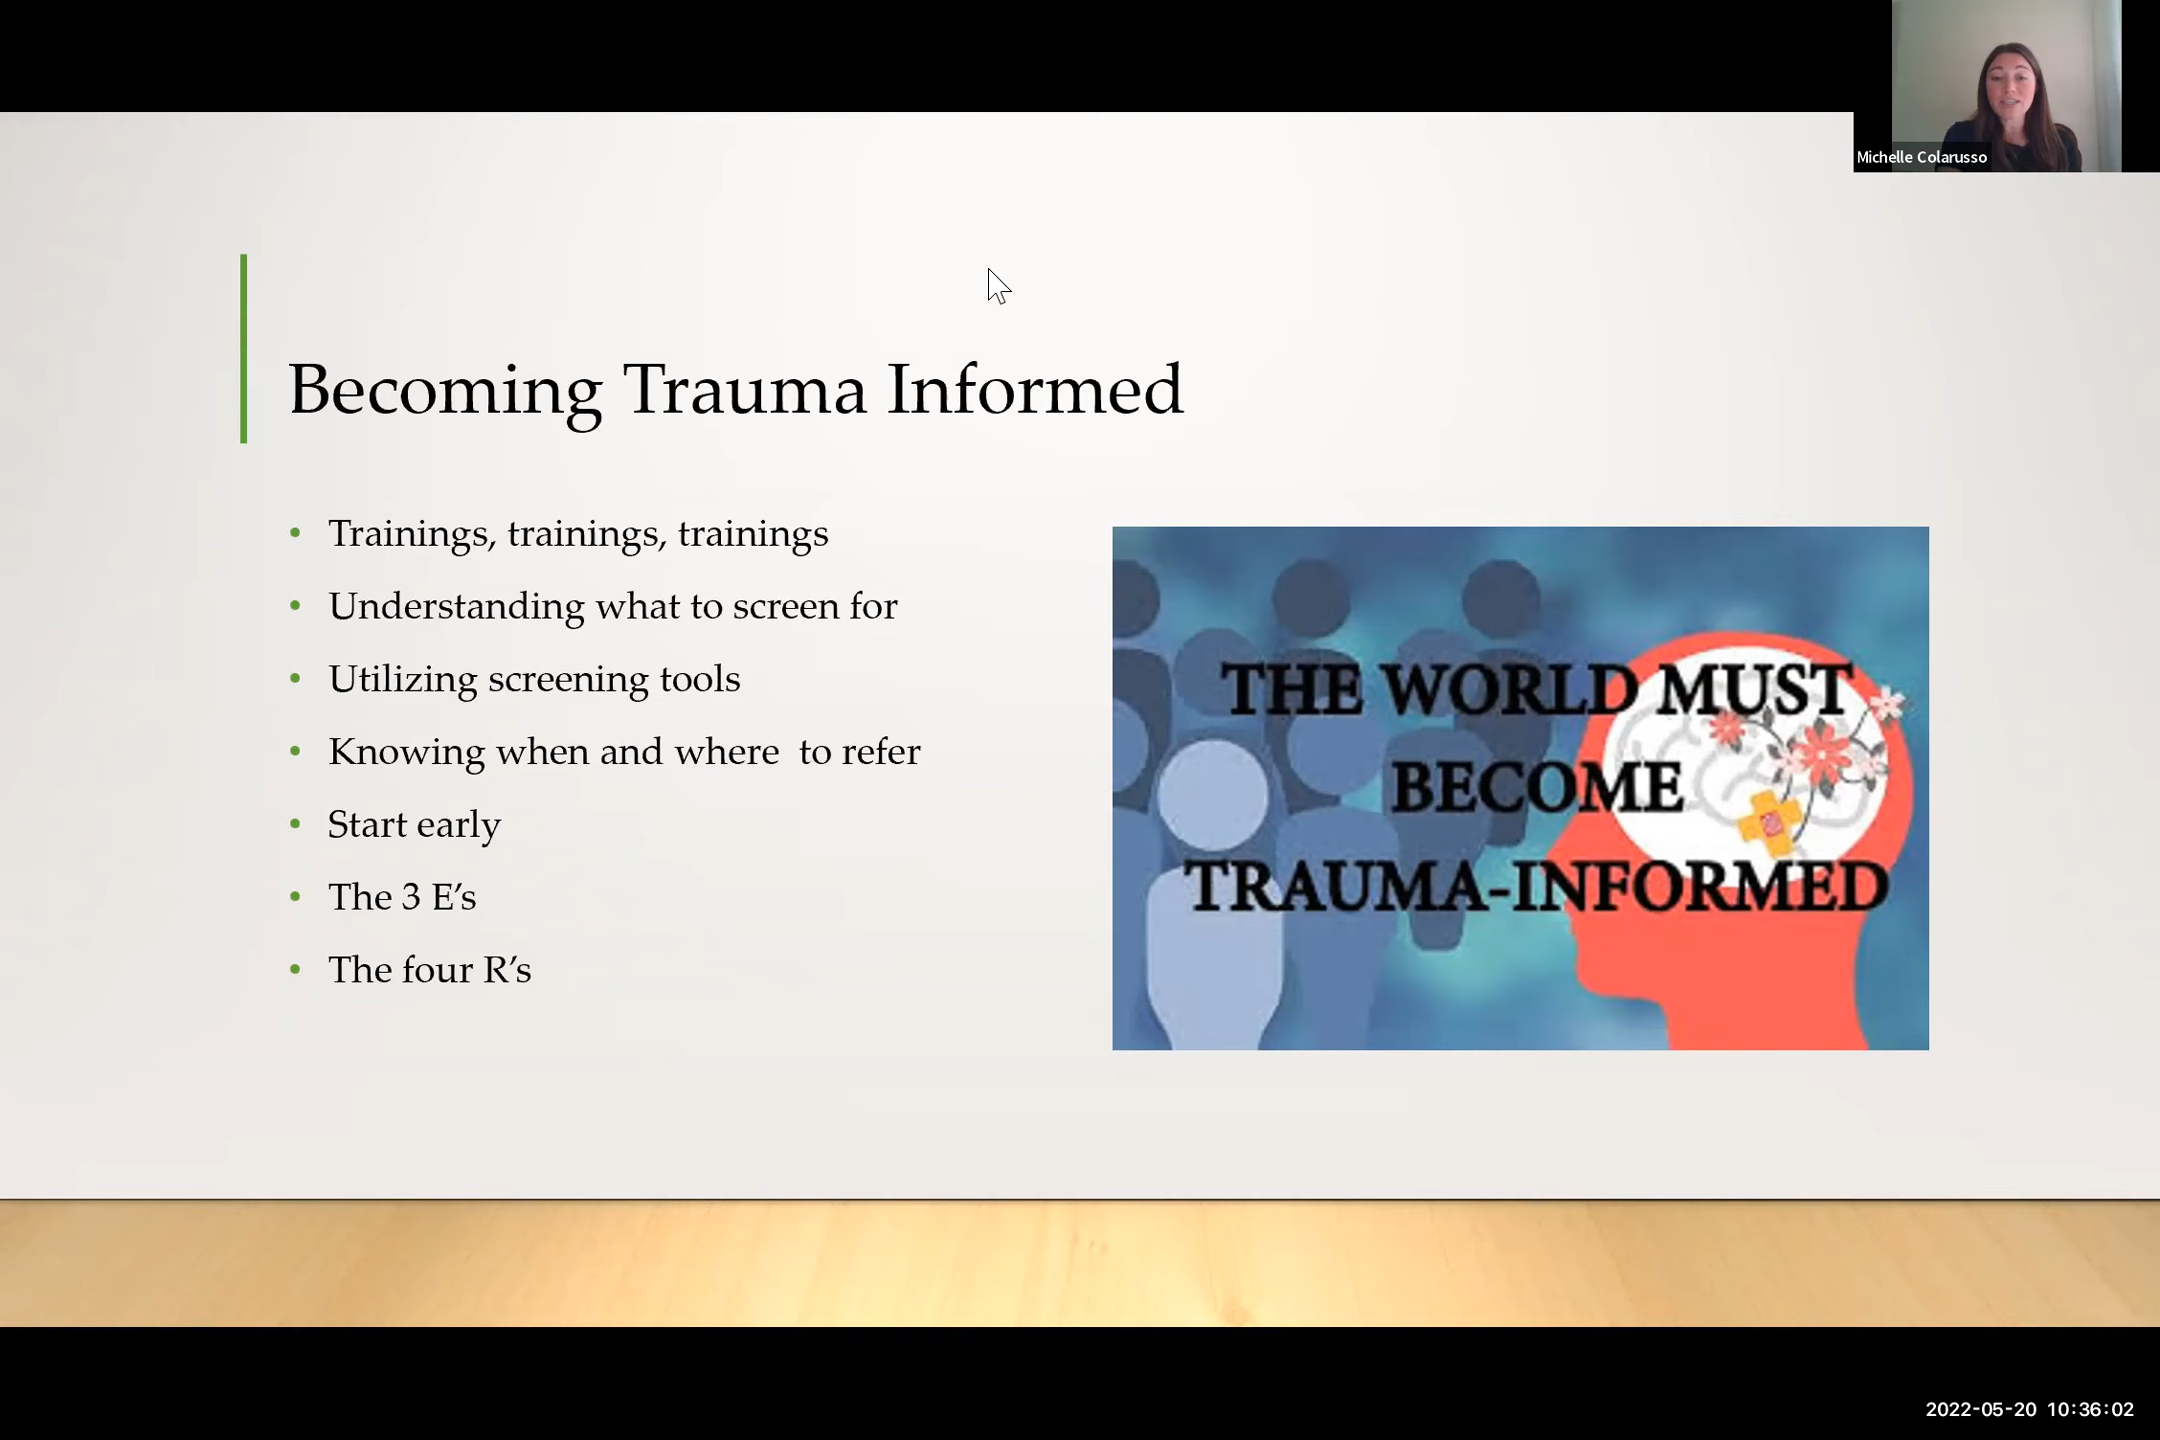 Michelle Colarusso
Becoming Trauma Informed
• Trainings, trainings, trainings
• Understanding what to screen for
• Utilizing screening tools
• Knowing when and where  to refer
• Start early
• The 3 E’s
• The four R’s
THE WORLD MUST
BECOME
TRAUMA-INFORMED
2022-05-20 10:36:02